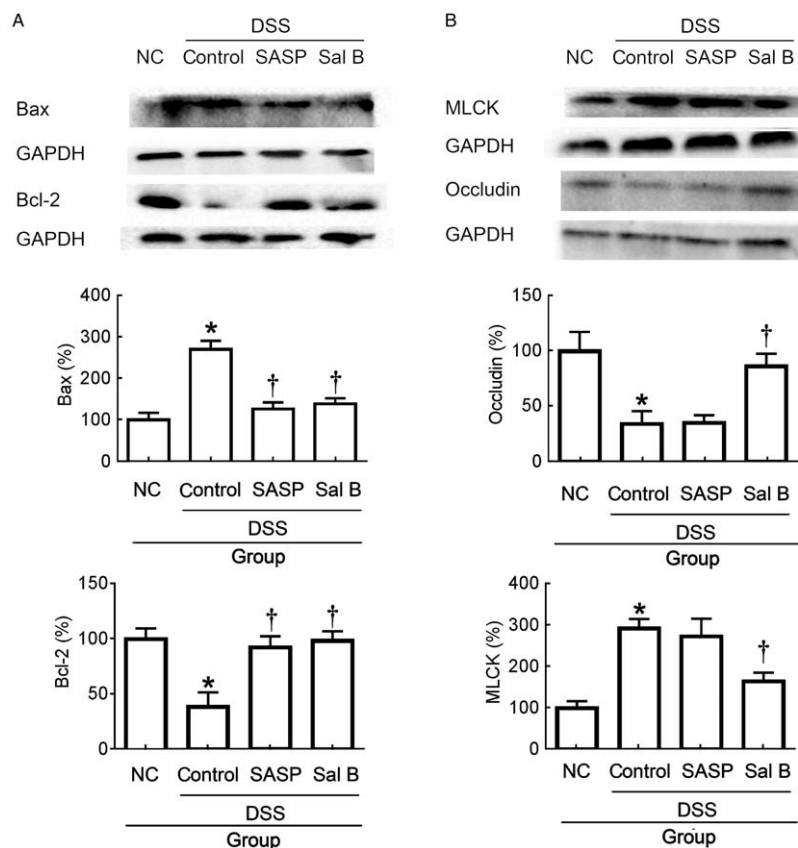 A
DSS
NC Control SASP Sal B
Bax
GAPDH
Bcl-2
GAPDH
400
300
200
100
0
Bax (%)
*
†
†
NC Control SASP Sal B
DSS
Group
150
100
50
0
Bcl-2 (%)
*
†
†
NC Control SASP Sal B
DSS
Group
B
DSS
NC Control SASP Sal B
MLCK
GAPDH
Occludin
GAPDH
150
100
50
0
Occludin (%)
*
†
NC Control SASP Sal B
DSS
Group
400
300
200
100
0
MLCK (%)
*
†
NC Control SASP Sal B
DSS
Group